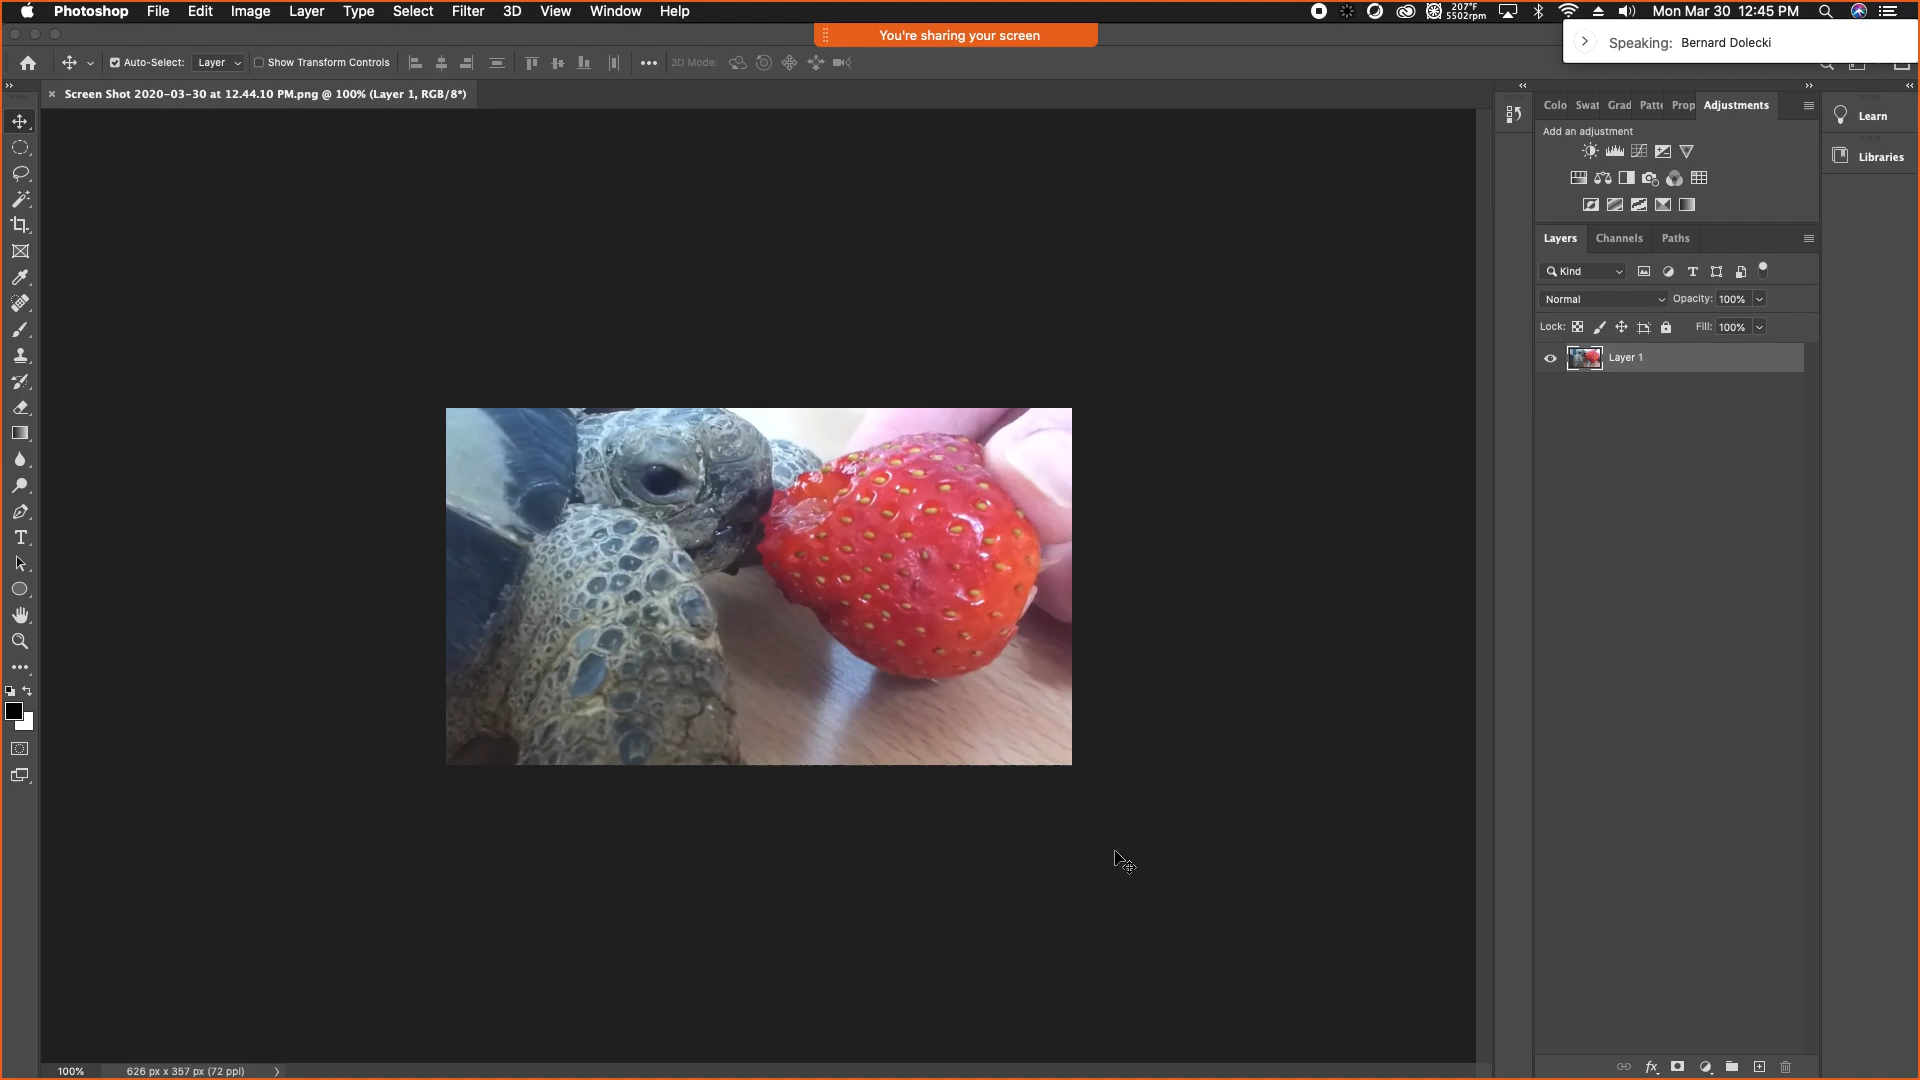 Photoshop File Edit Image Layer Type Select Filter 3D View Window Help 207°F 5502rpm Mon Mar 30 12:45 PM
You're sharing your screen
Speaking: Bernard Dolecki
Auto-Select: Layer Show Transform Controls 3D Mode:
Screen Shot 2020-03-30 at 12.44.10 PM.png @ 100% (Layer 1, RGB/8*)
Colo Swat Grad Patte Prop Adjustments
Learn
Add an adjustment
Libraries
Layers Channels Paths
Kind
Normal Opacity: 100%
Lock: Fill: 100%
Layer 1
100% 626 px x 357 px (72 ppi)